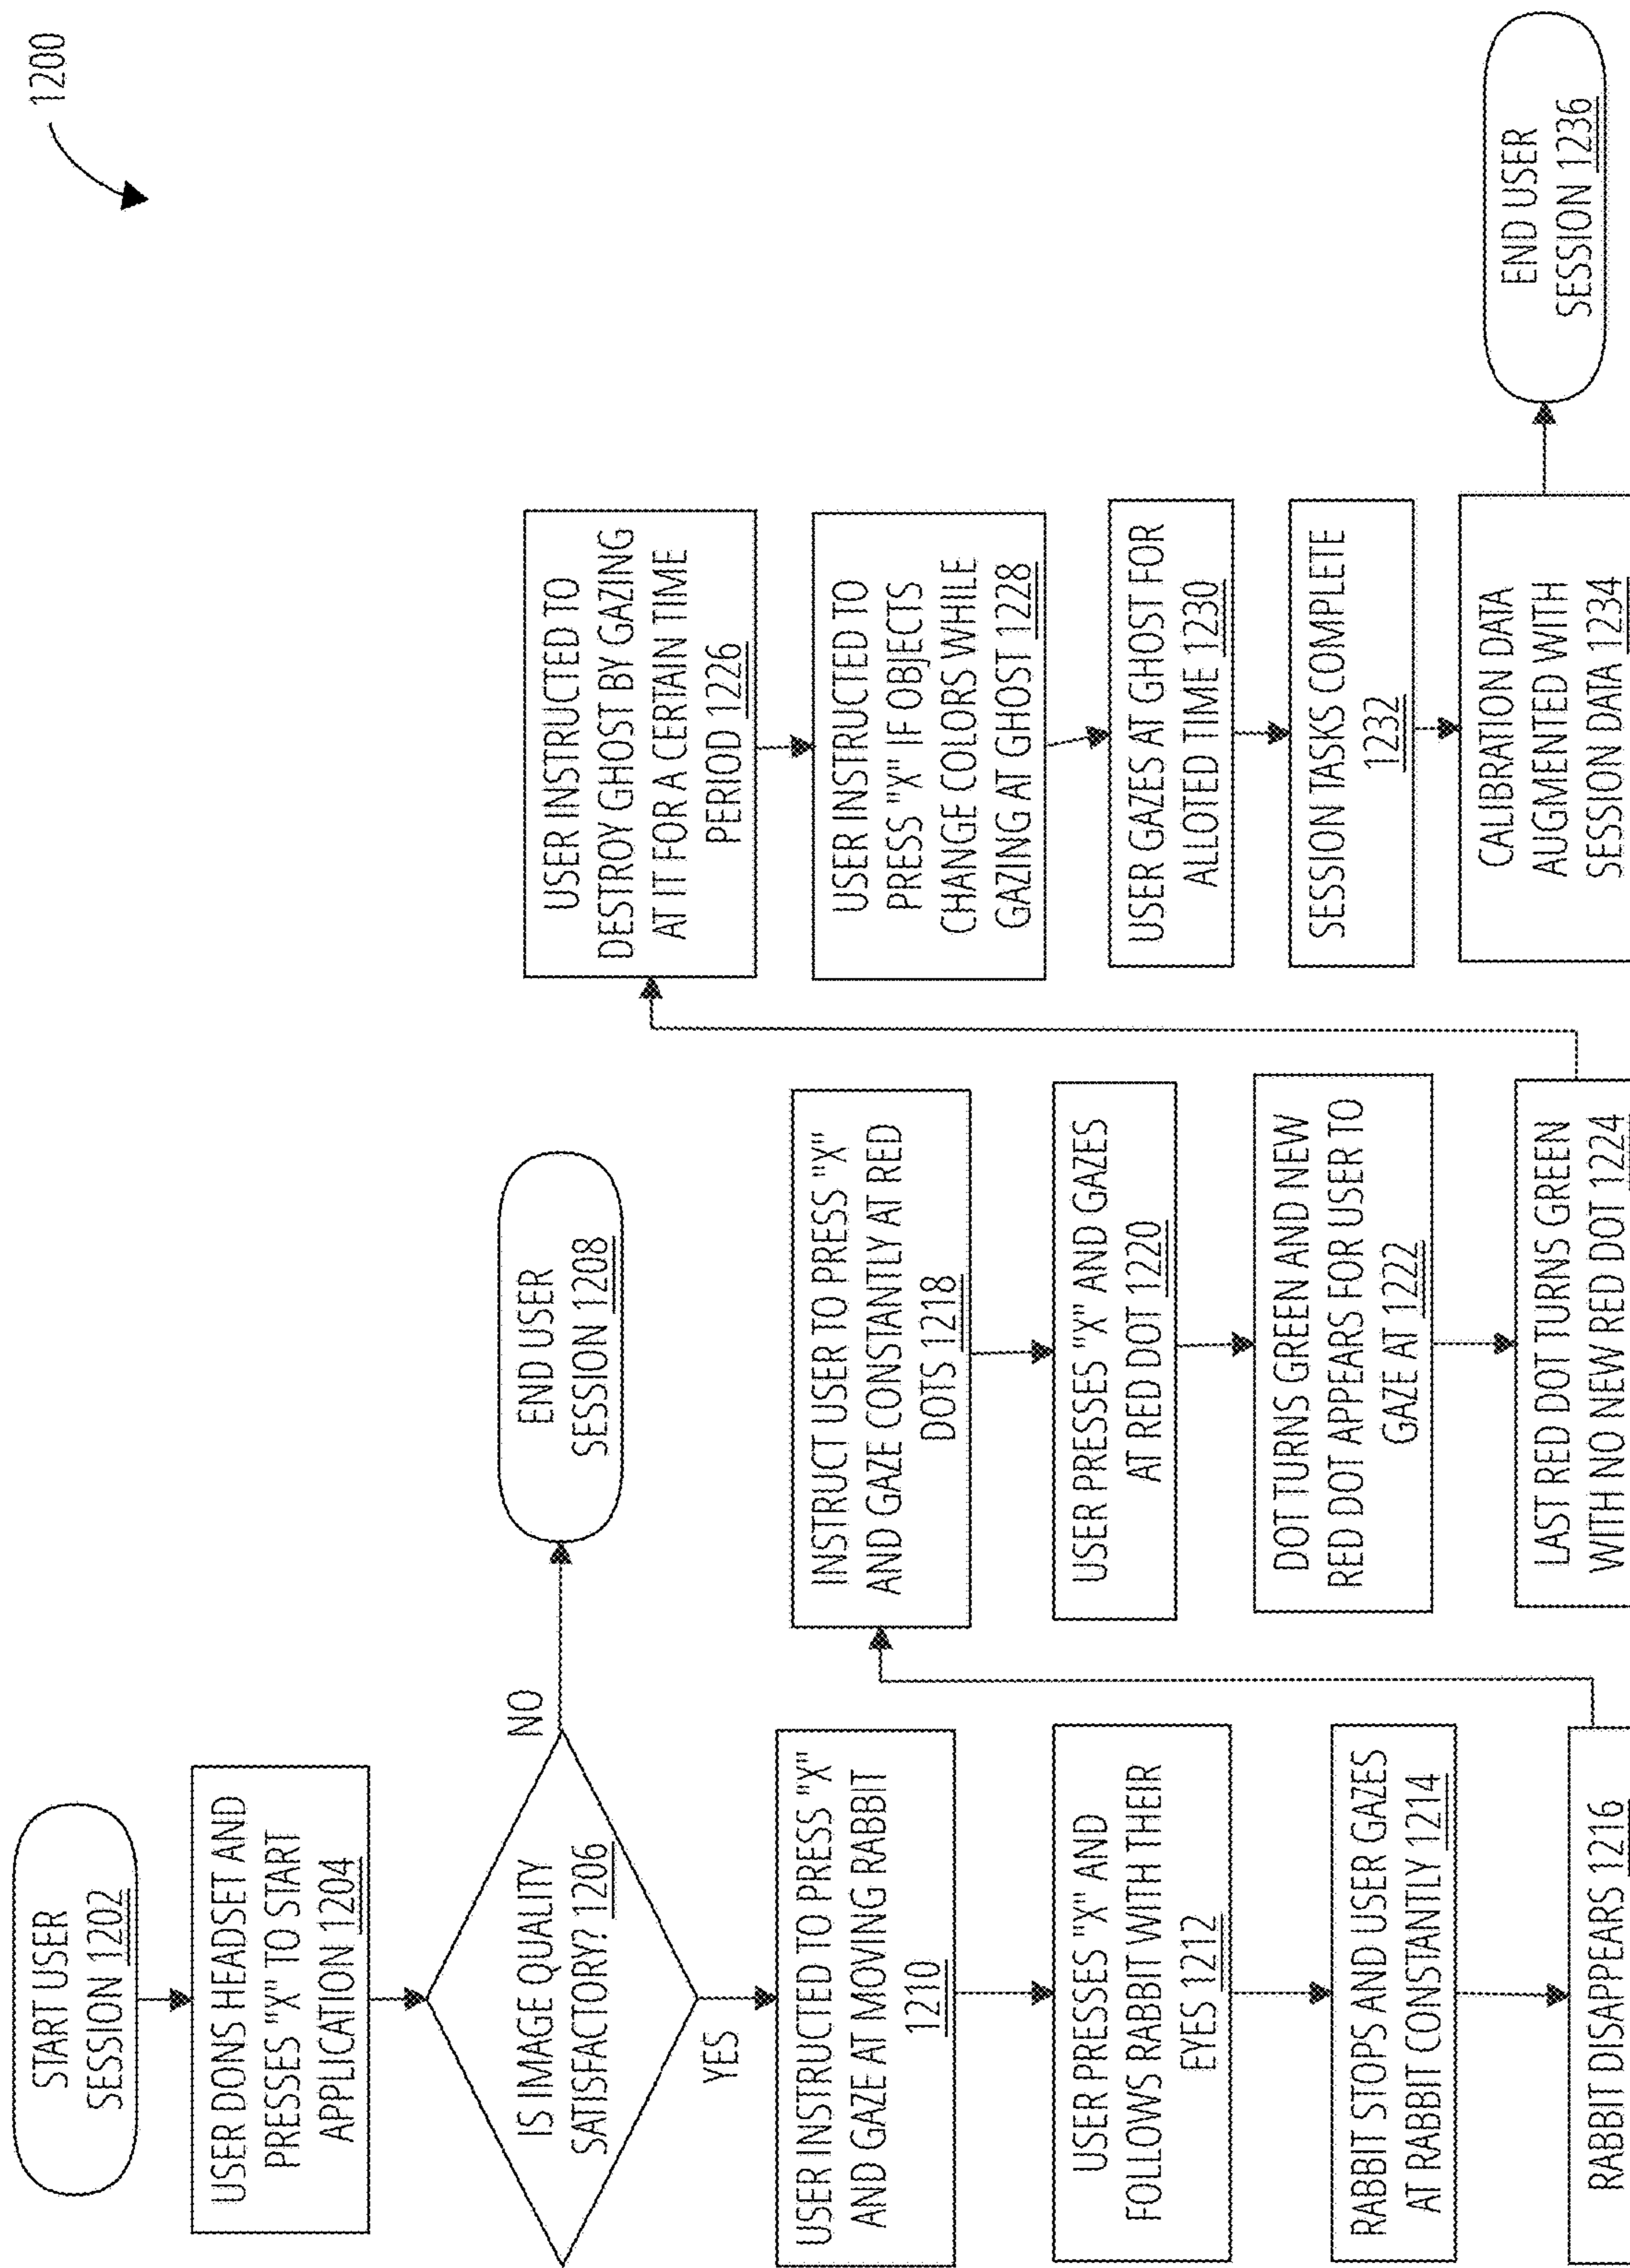 1200
START USER
SESSION 1202
USER DONS HEADSET AND
PRESSES "X" TO START
APPLICATION 1204
IS IMAGE QUALITY
SATISFACTORY? 1206
NO
END USER
SESSION 1208
YES
USER INSTRUCTED TO PRESS "X"
AND GAZE AT MOVING RABBIT
1210
USER PRESSES "X" AND
FOLLOWS RABBIT WITH THEIR
EYES 1212
RABBIT STOPS AND USER GAZES
AT RABBIT CONSTANTLY 1214
RABBIT DISAPPEARS 1216
INSTRUCT USER TO PRESS "X"
AND GAZE CONSTANTLY AT RED
DOTS 1218
USER PRESSES "X" AND GAZES
AT RED DOT 1220
DOT TURNS GREEN AND NEW
RED DOT APPEARS FOR USER TO
GAZE AT 1222
LAST RED DOT TURNS GREEN
WITH NO NEW RED DOT 1224
USER INSTRUCTED TO
DESTROY GHOST BY GAZING
AT IT FOR A CERTAIN TIME
PERIOD 1226
USER INSTRUCTED TO
PRESS "X" IF OBJECTS
CHANGE COLORS WHILE
GAZING AT GHOST 1228
USER GAZES AT GHOST FOR
ALLOTED TIME 1230
SESSION TASKS COMPLETE
1232
CALIBRATION DATA
AUGMENTED WITH
SESSION DATA 1234
END USER
SESSION 1236